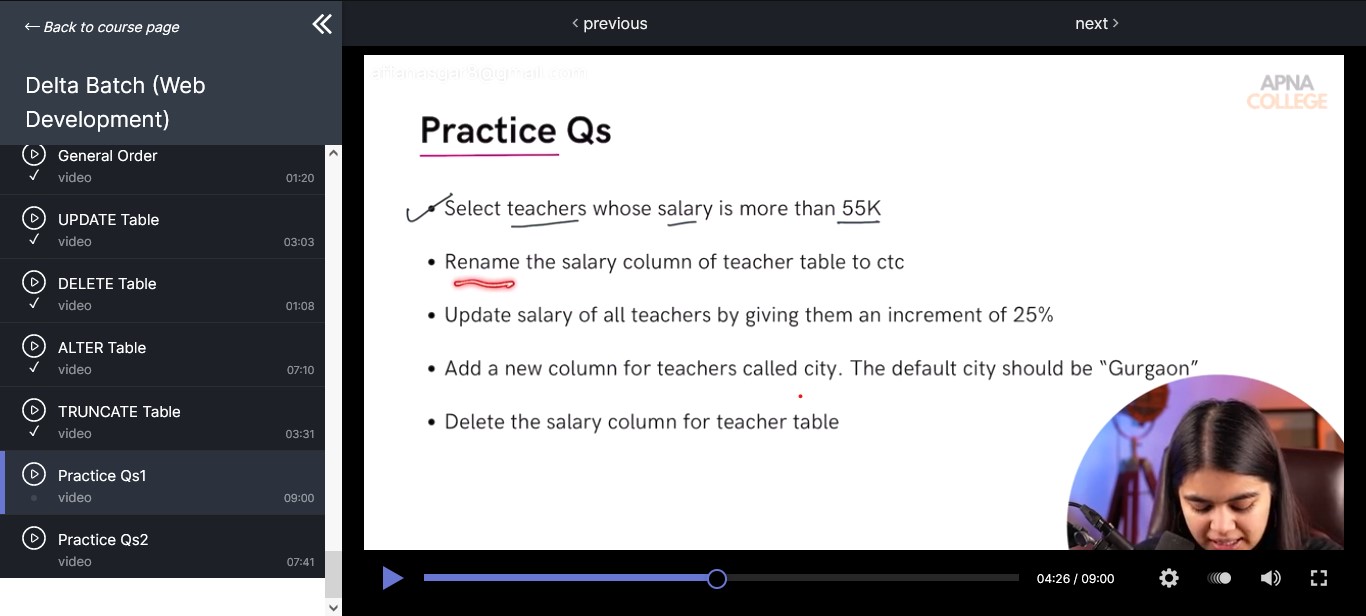 ← Back to course page
Delta Batch (Web
Development)
General Order
video 01:20
UPDATE Table
video 03:03
DELETE Table
video 01:08
ALTER Table
video 07:10
TRUNCATE Table
video 03:31
Practice Qs1
video 09:00
Practice Qs2
video 07:41
previous
next
APNA
COLLEGE
Practice Qs
• Select teachers whose salary is more than 55K
• Rename the salary column of teacher table to ctc
• Update salary of all teachers by giving them an increment of 25%
• Add a new column for teachers called city. The default city should be “Gurgaon”
• Delete the salary column for teacher table
04:26 / 09:00